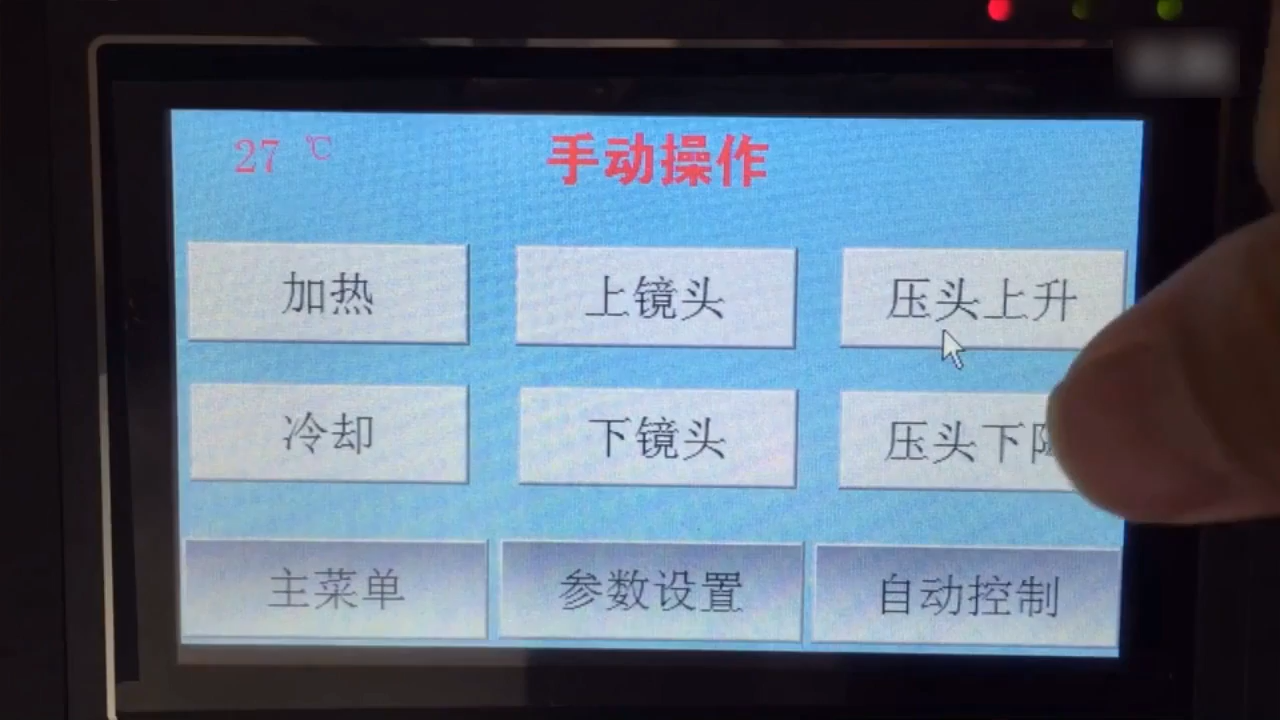 27 ℃ 手动操作
加热 上镜头 压头上升
冷却 下镜头 压头下
主菜单 参数设置 自动控制